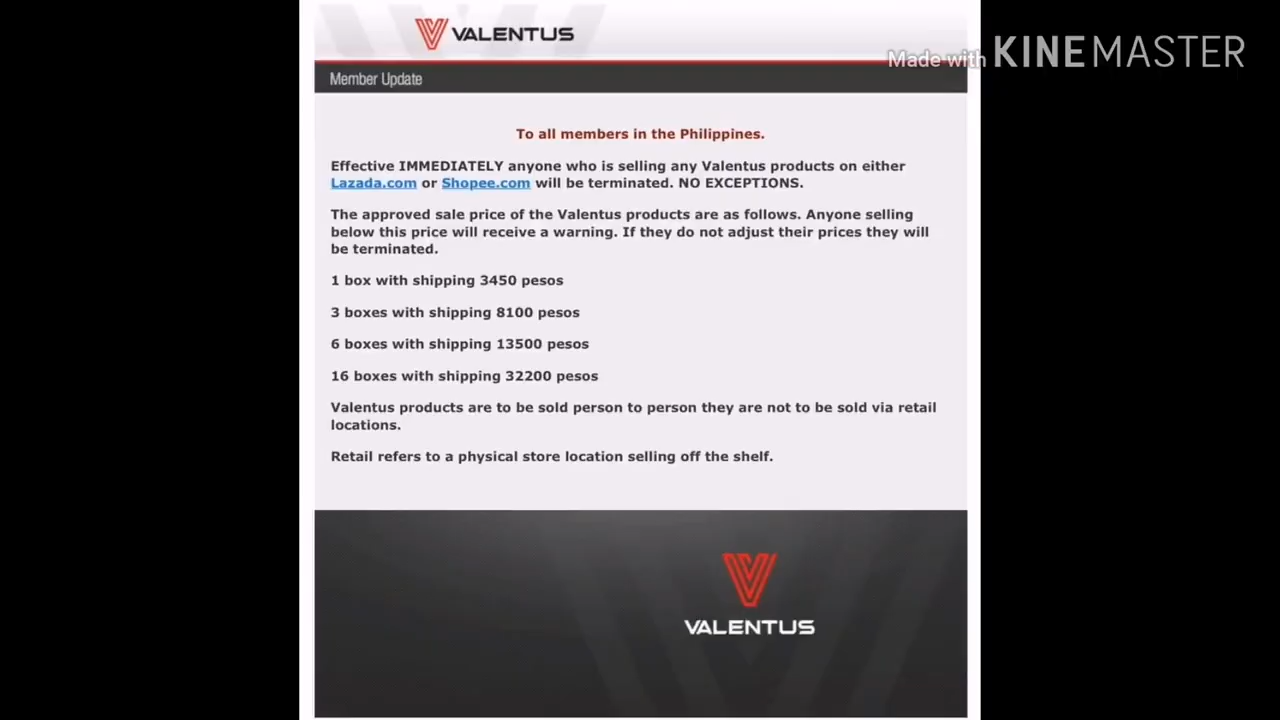 VALENTUS
Made with KINEMASTER
Member Update
To all members in the Philippines.
Effective IMMEDIATELY anyone who is selling any Valentus products on either
Lazada.com or Shopee.com will be terminated. NO EXCEPTIONS.
The approved sale price of the Valentus products are as follows. Anyone selling
below this price will receive a warning. If they do not adjust their prices they will
be terminated.
1 box with shipping 3450 pesos
3 boxes with shipping 8100 pesos
6 boxes with shipping 13500 pesos
16 boxes with shipping 32200 pesos
Valentus products are to be sold person to person they are not to be sold via retail
locations.
Retail refers to a physical store location selling off the shelf.
VALENTUS